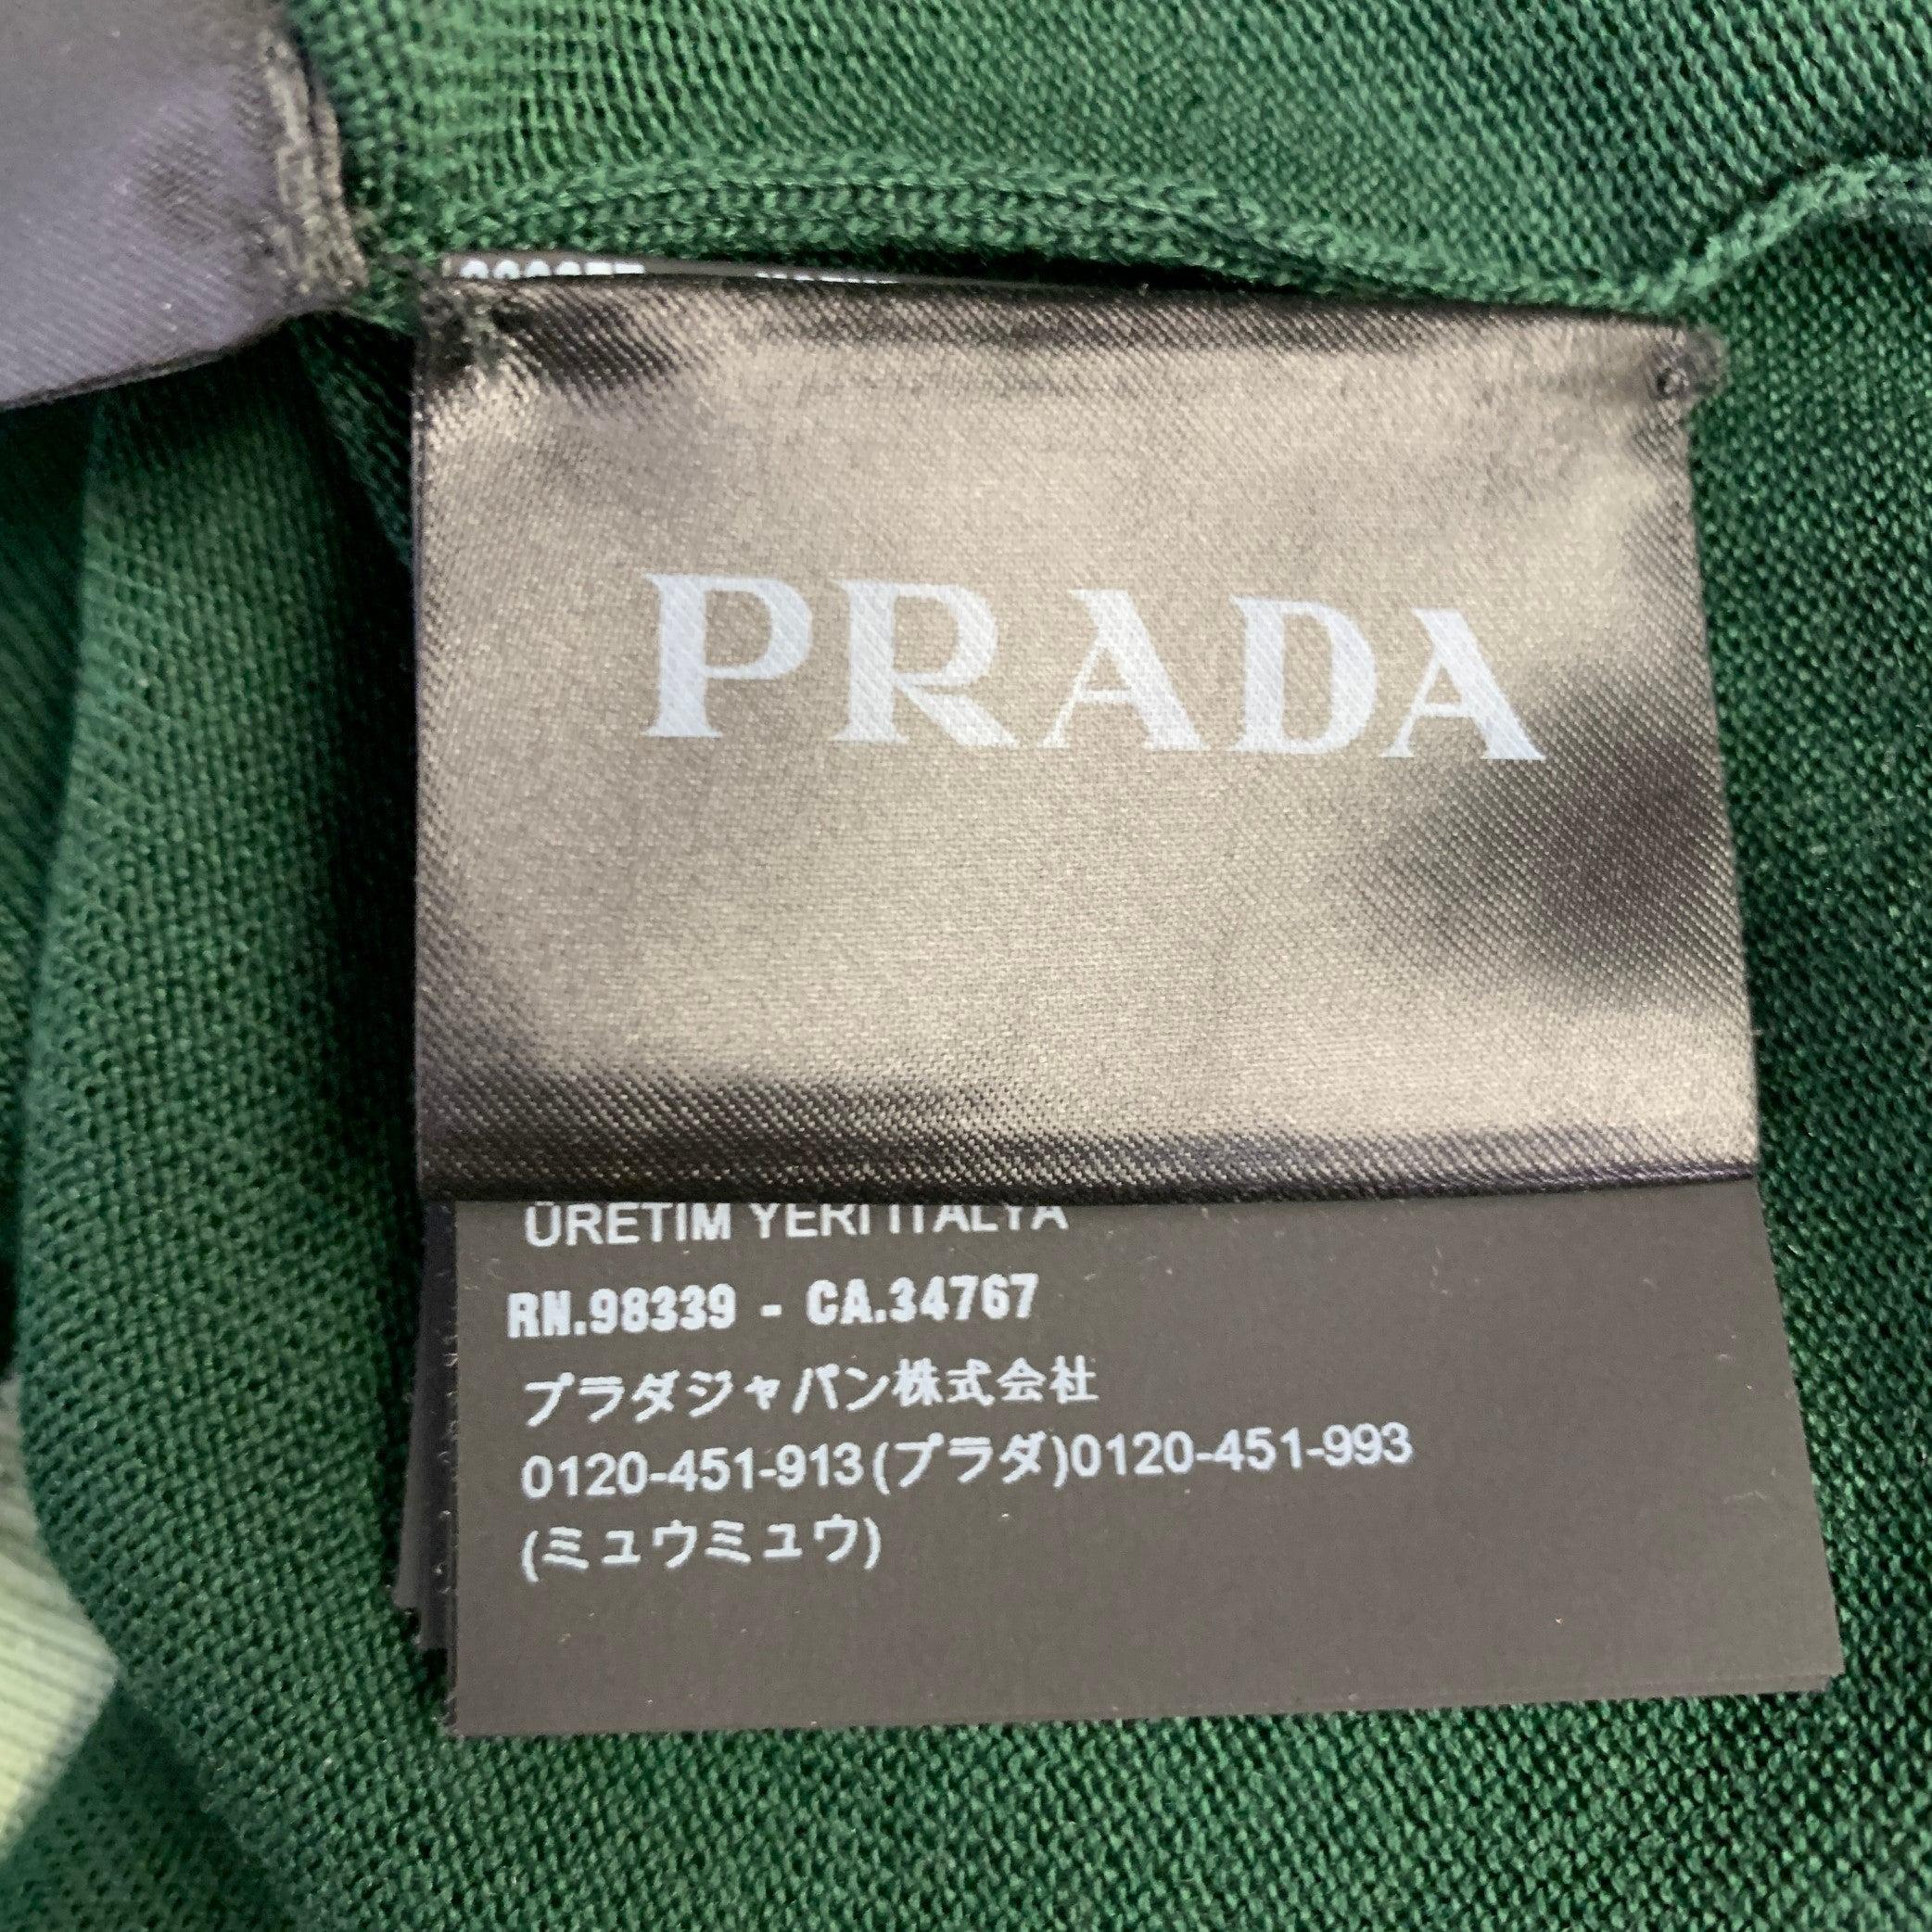 PRADA
ÜRETIM YERI ITALYA
RN.98339 - CA.34767
プラダジャパン株式会社
0120-451-913(プラダ)0120-451-993
(ミュウミュウ)